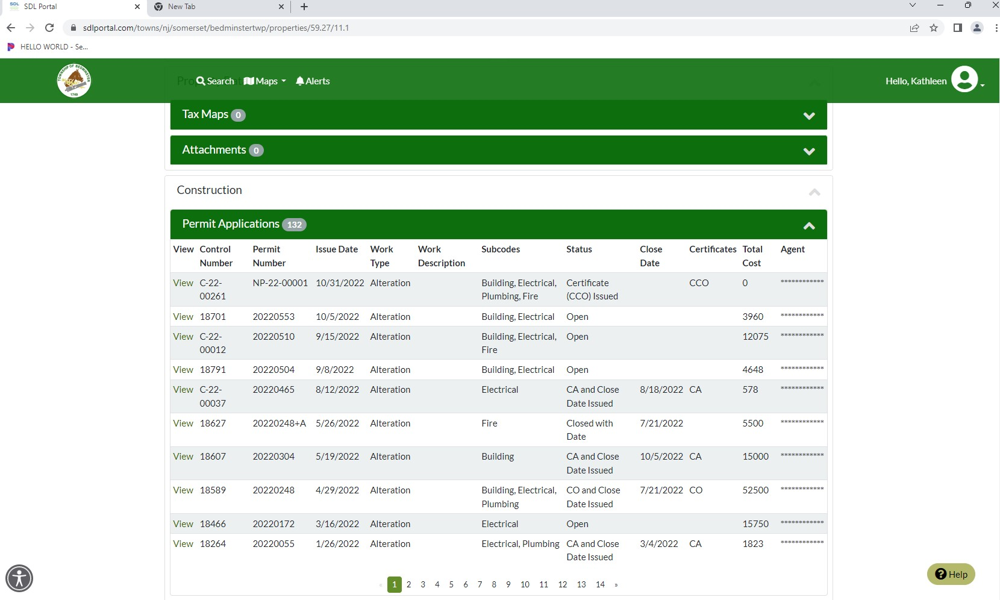 SDL
SDL Portal
New Tab
sdlportal.com/towns/nj/somerset/bedminstertwp/properties/59.27/11.1
HELLO WORLD - Se...
TOWNSHIP OF BEDMINSTER
1749
Search Maps Alerts
Hello, Kathleen
Tax Maps 0
Attachments 0
Construction
Permit Applications 132
View Control Number Permit Number Issue Date Work Type Work Description Subcodes Status Close Date Certificates Total Cost Agent
View C-22-00261 NP-22-00001 10/31/2022 Alteration Building, Electrical, Plumbing, Fire Certificate (CCO) Issued CCO 0 ************
View 18701 20220553 10/5/2022 Alteration Building, Electrical Open 3960 ************
View C-22-00012 20220510 9/15/2022 Alteration Building, Electrical, Fire Open 12075 ************
View 18791 20220504 9/8/2022 Alteration Building, Electrical Open 4648 ************
View C-22-00037 20220465 8/12/2022 Alteration Electrical CA and Close Date Issued 8/18/2022 CA 578 ************
View 18627 20220248+A 5/26/2022 Alteration Fire Closed with Date 7/21/2022 5500 ************
View 18607 20220304 5/19/2022 Alteration Building CA and Close Date Issued 10/5/2022 CA 15000 ************
View 18589 20220248 4/29/2022 Alteration Building, Electrical, Plumbing CO and Close Date Issued 7/21/2022 CO 52500 ************
View 18466 20220172 3/16/2022 Alteration Electrical Open 15750 ************
View 18264 20220055 1/26/2022 Alteration Electrical, Plumbing CA and Close Date Issued 3/4/2022 CA 1823 ************
« 1 2 3 4 5 6 7 8 9 10 11 12 13 14 »
Help